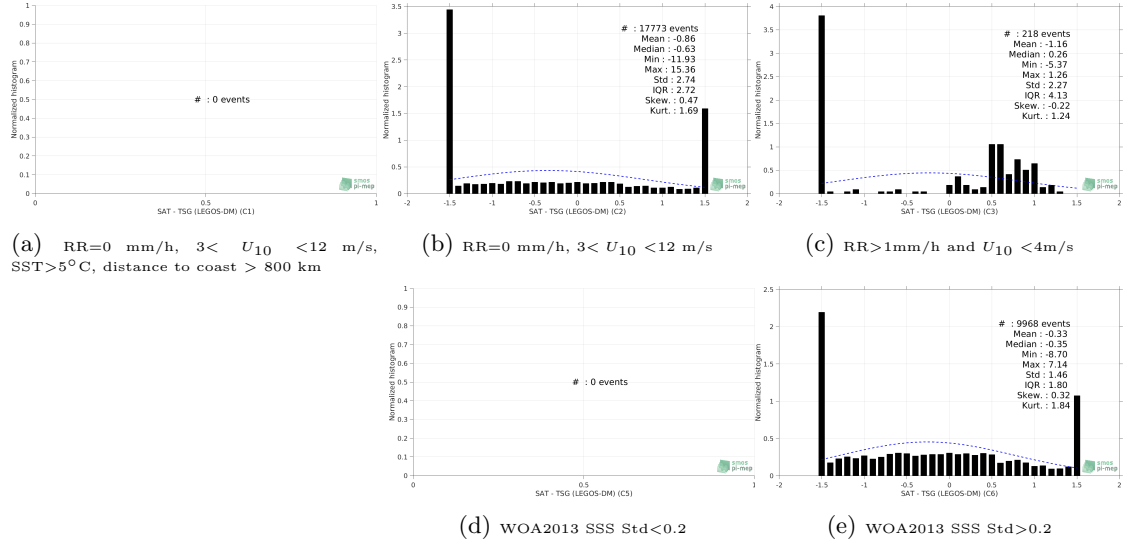 1
0.9
0.8
0.7
0.6
0.5
0.4
0.3
0.2
0.1
0
Normalized histogram
# : 0 events
0 0.5 1
SAT - TSG (LEGOS-DM) (C1)
smos
pi-mep
(a) RR=0 mm/h, 3< U10 <12 m/s,
SST>5°C, distance to coast > 800 km
3.5
3
2.5
2
1.5
1
0.5
0
Normalized histogram
# : 17773 events
Mean : -0.86
Median : -0.63
Min : -11.93
Max : 15.36
Std : 2.74
IQR : 2.72
Skew. : 0.47
Kurt. : 1.69
-2 -1.5 -1 -0.5 0 0.5 1 1.5 2
SAT - TSG (LEGOS-DM) (C2)
smos
pi-mep
(b) RR=0 mm/h, 3< U10 <12 m/s
4
3.5
3
2.5
2
1.5
1
0.5
0
Normalized histogram
# : 218 events
Mean : -1.16
Median : 0.26
Min : -5.37
Max : 1.26
Std : 2.27
IQR : 4.13
Skew. : -0.22
Kurt. : 1.24
-2 -1.5 -1 -0.5 0 0.5 1 1.5 2
SAT - TSG (LEGOS-DM) (C3)
smos
pi-mep
(c) RR>1mm/h and U10 <4m/s
1
0.9
0.8
0.7
0.6
0.5
0.4
0.3
0.2
0.1
0
Normalized histogram
# : 0 events
0 0.5 1
SAT - TSG (LEGOS-DM) (C5)
smos
pi-mep
(d) WOA2013 SSS Std<0.2
2.5
2
1.5
1
0.5
0
Normalized histogram
# : 9968 events
Mean : -0.33
Median : -0.35
Min : -8.70
Max : 7.14
Std : 1.46
IQR : 1.80
Skew. : 0.32
Kurt. : 1.84
-2 -1.5 -1 -0.5 0 0.5 1 1.5 2
SAT - TSG (LEGOS-DM) (C6)
smos
pi-mep
(e) WOA2013 SSS Std>0.2